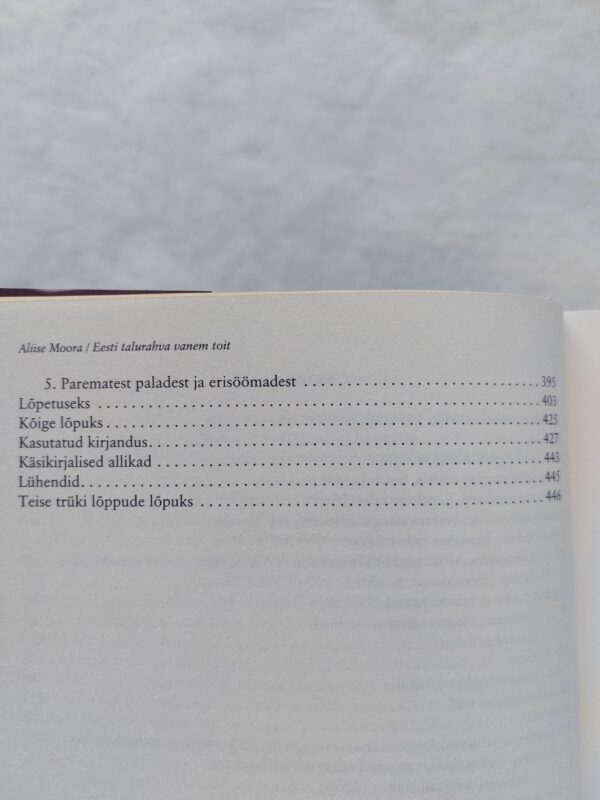 Aliise Moora / Eesti talurahva vanem toit
5. Parematest paladest ja erisöömadest ............................ 395
Lõpetuseks ............................................................ 403
Kõige lõpuks .......................................................... 425
Kasutatud kirjandus.................................................... 427
Käsikirjalised allikad ................................................ 443
Lühendid............................................................... 445
Teise trüki lõppude lõpuks ............................................ 446